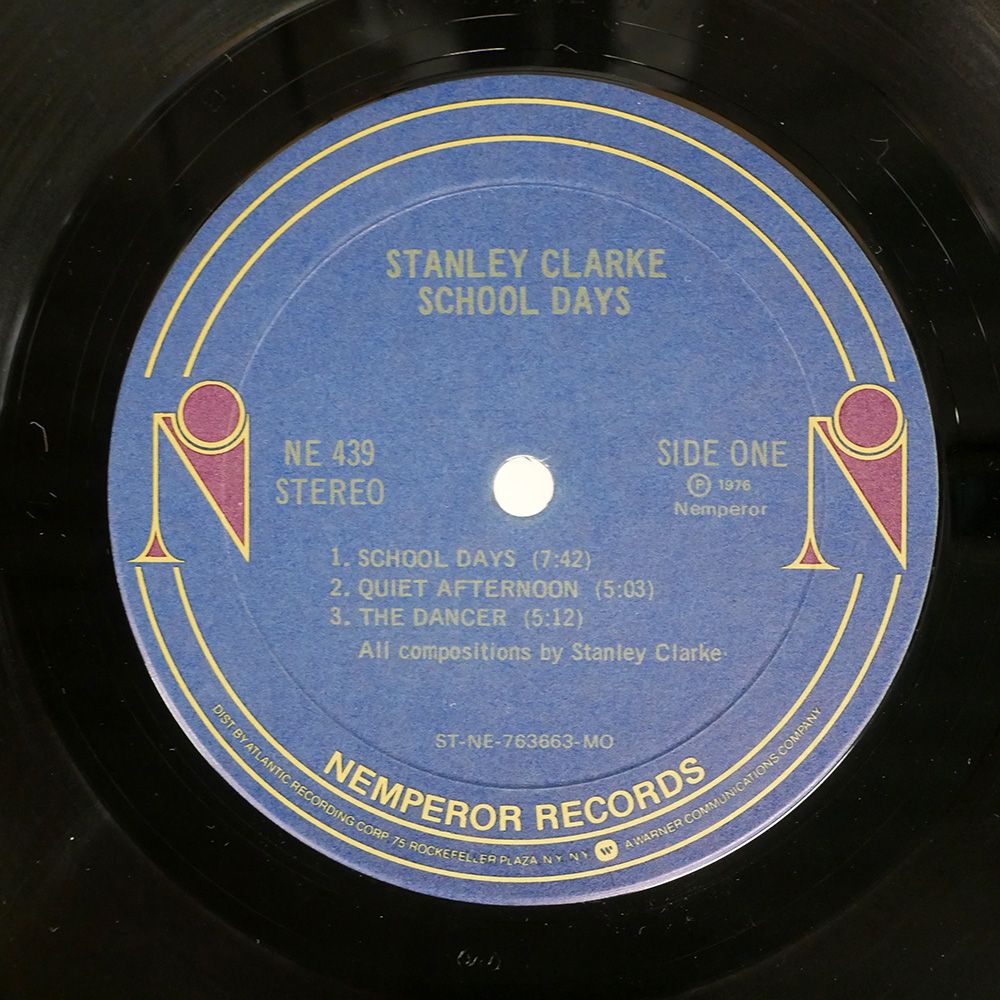 STANLEY CLARKE
SCHOOL DAYS
NE 439
STEREO
SIDE ONE
℗ 1976
Nemperor
1. SCHOOL DAYS (7:42)
2. QUIET AFTERNOON (5:03)
3. THE DANCER (5:12)
All compositions by Stanley Clarke
ST-NE-763663-MO
NEMPEROR RECORDS
DIST. BY ATLANTIC RECORDING CORP. 75 ROCKEFELLER PLAZA N.Y. N.Y. W A WARNER COMMUNICATIONS COMPANY